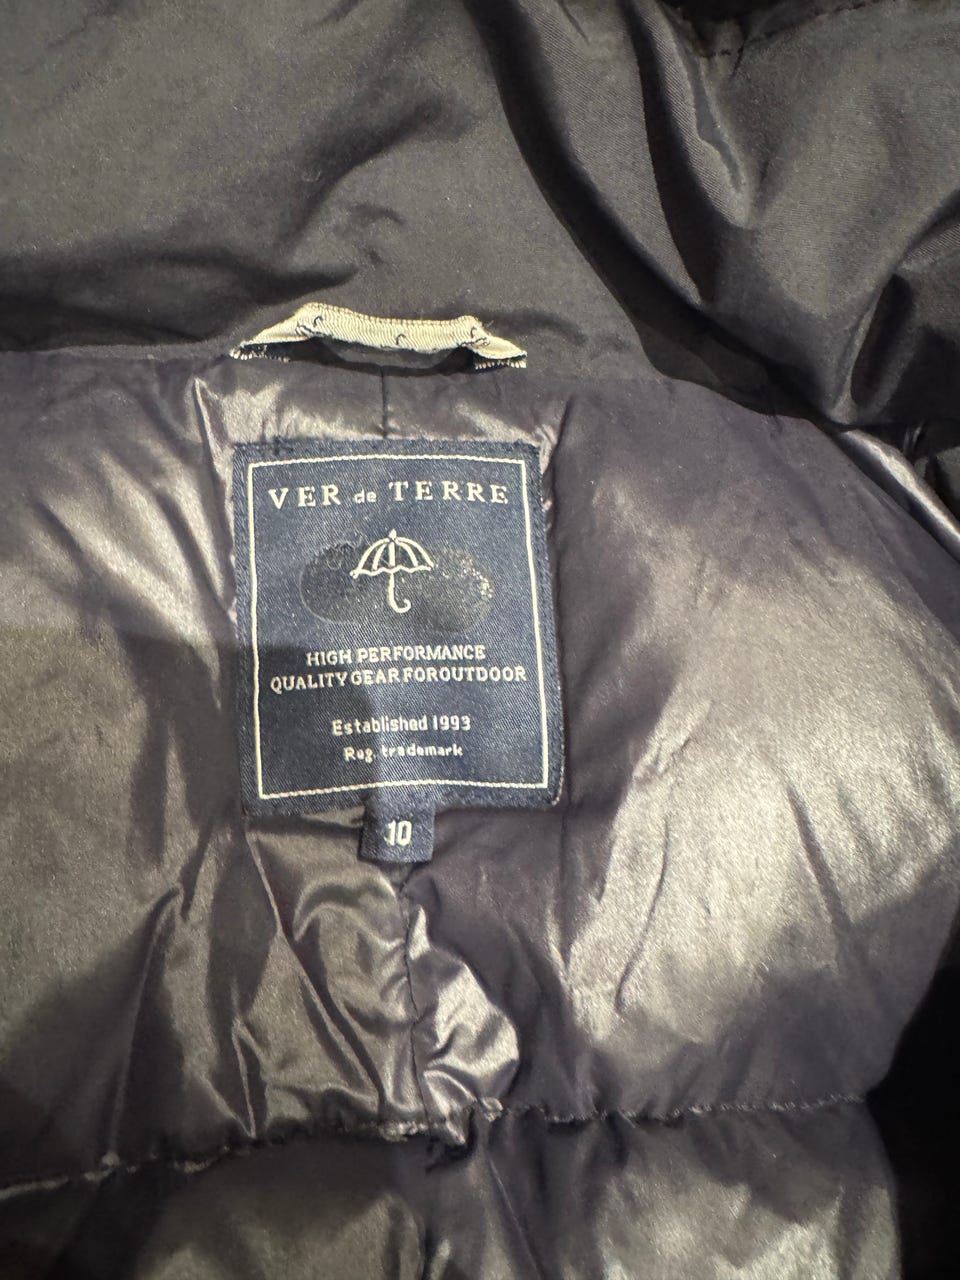 VER de TERRE
HIGH PERFORMANCE
QUALITY GEAR FOROUTDOOR
Established 1993
Reg. trademark
10